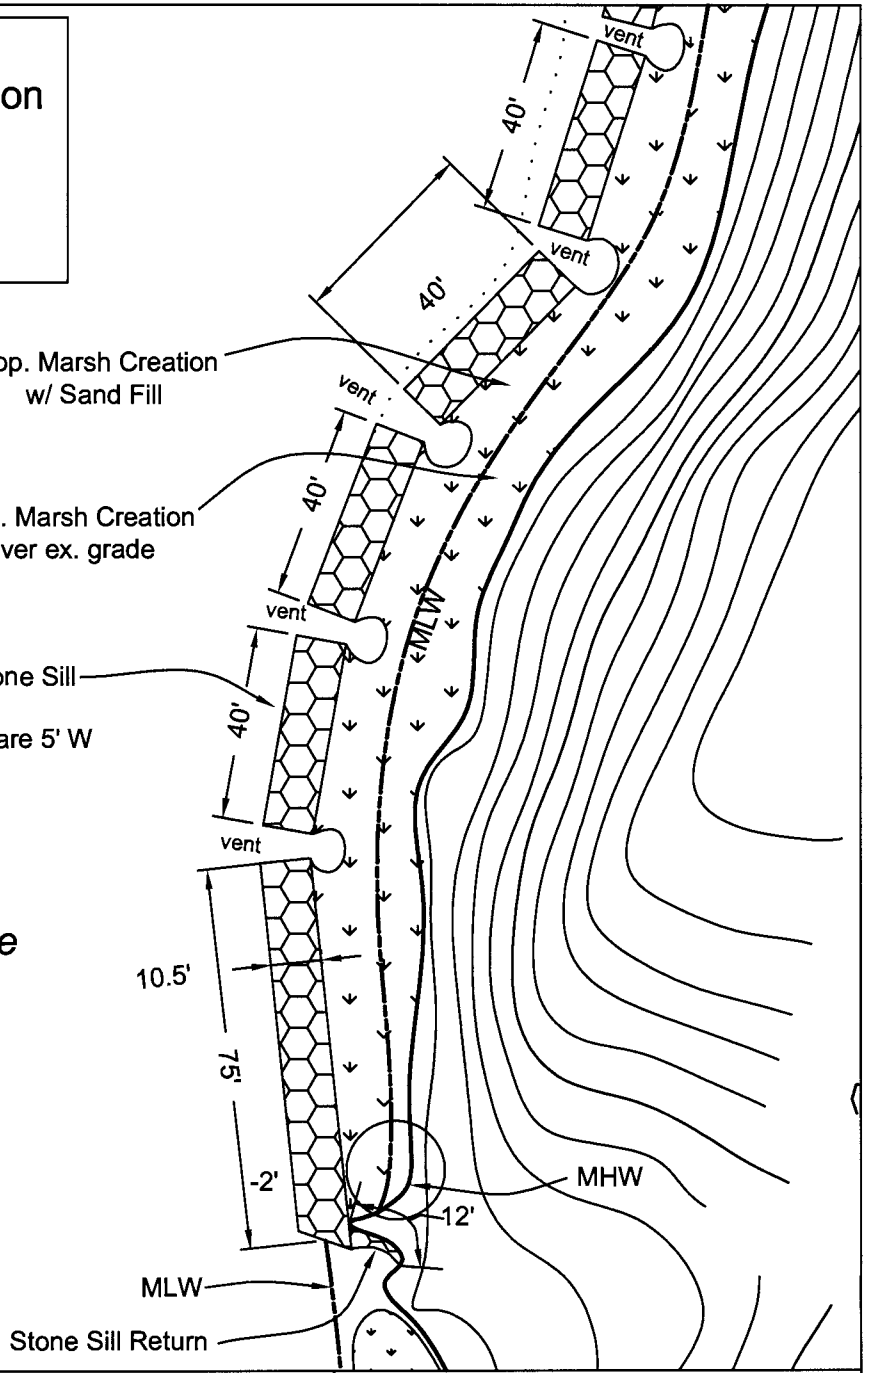 on
vent
40'
vent
40'
op. Marsh Creation
w/ Sand Fill
vent
40'
. Marsh Creation
ver ex. grade
vent
MLW
one Sill
40'
are 5' W
vent
e
10.5'
75'
-2'
MHW
12'
MLW
Stone Sill Return